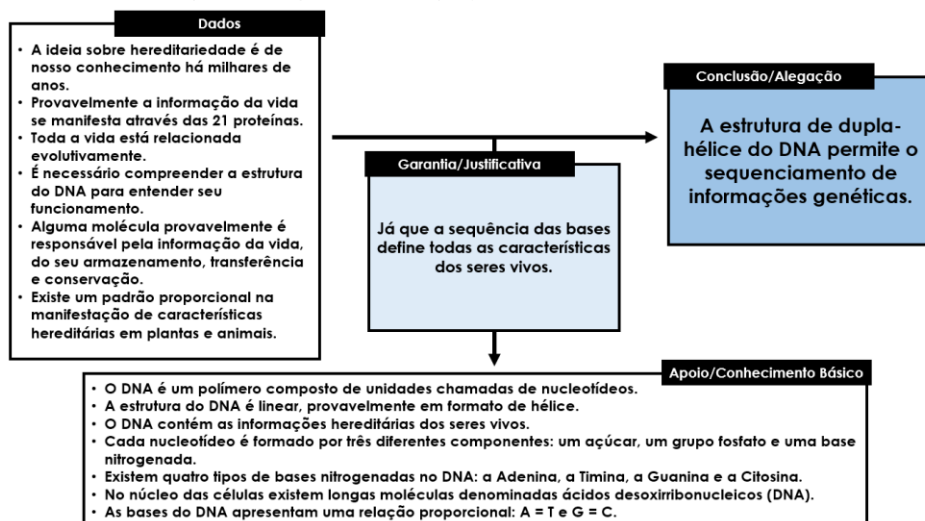 Dados
• A ideia sobre hereditariedade é de
nosso conhecimento há milhares de
anos.
• Provavelmente a informação da vida
se manifesta através das 21 proteínas.
• Toda a vida está relacionada
evolutivamente.
• É necessário compreender a estrutura
do DNA para entender seu
funcionamento.
• Alguma molécula provavelmente é
responsável pela informação da vida,
do seu armazenamento, transferência
e conservação.
• Existe um padrão proporcional na
manifestação de características
hereditárias em plantas e animais.
Garantia/Justificativa
Já que a sequência das bases
define todas as características
dos seres vivos.
Conclusão/Alegação
A estrutura de dupla-
hélice do DNA permite o
sequenciamento de
informações genéticas.
Apoio/Conhecimento Básico
• O DNA é um polímero composto de unidades chamadas de nucleotídeos.
• A estrutura do DNA é linear, provavelmente em formato de hélice.
• O DNA contém as informações hereditárias dos seres vivos.
• Cada nucleotídeo é formado por três diferentes componentes: um açúcar, um grupo fosfato e uma base
nitrogenada.
• Existem quatro tipos de bases nitrogenadas no DNA: a Adenina, a Timina, a Guanina e a Citosina.
• No núcleo das células existem longas moléculas denominadas ácidos desoxirribonucleicos (DNA).
• As bases do DNA apresentam uma relação proporcional: A = T e G = C.